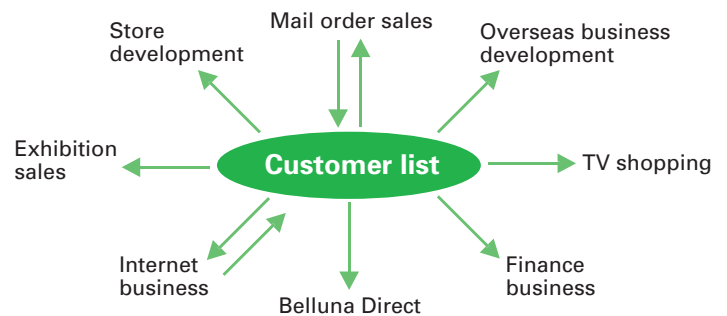 Mail order sales
Store
development
Overseas business
development
Exhibition
sales
Customer list
TV shopping
Internet
business
Belluna Direct
Finance
business